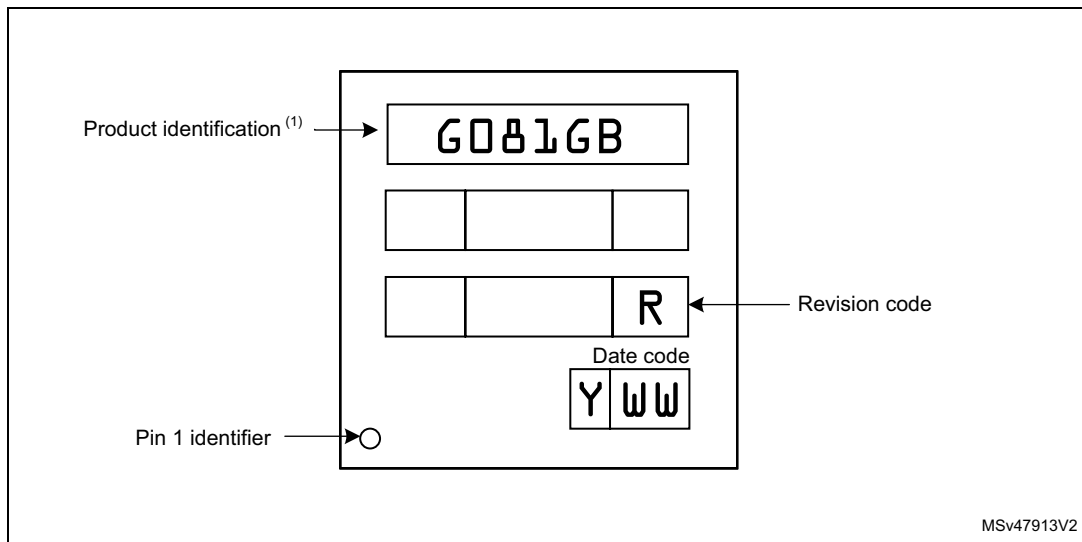 Product identification (1)
G081GB
R
Revision code
Date code
Y WW
Pin 1 identifier
MSv47913V2